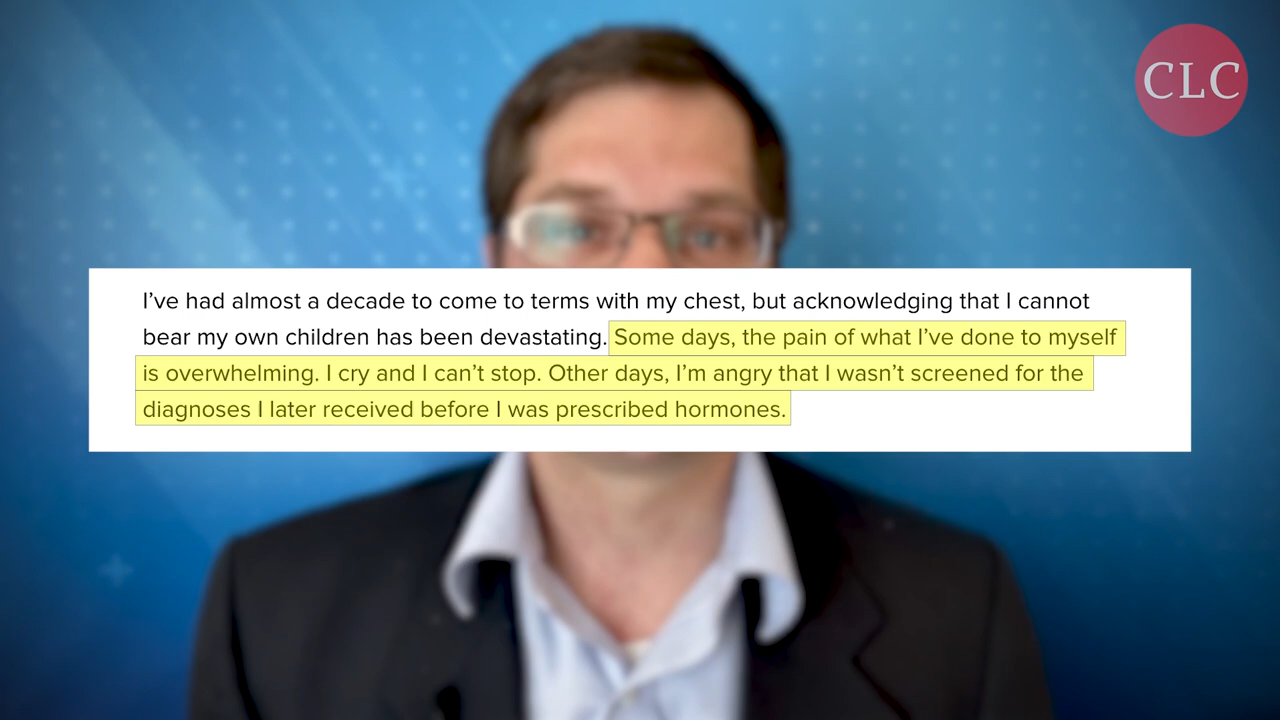 CLC
I’ve had almost a decade to come to terms with my chest, but acknowledging that I cannot
bear my own children has been devastating. Some days, the pain of what I’ve done to myself
is overwhelming. I cry and I can’t stop. Other days, I’m angry that I wasn’t screened for the
diagnoses I later received before I was prescribed hormones.